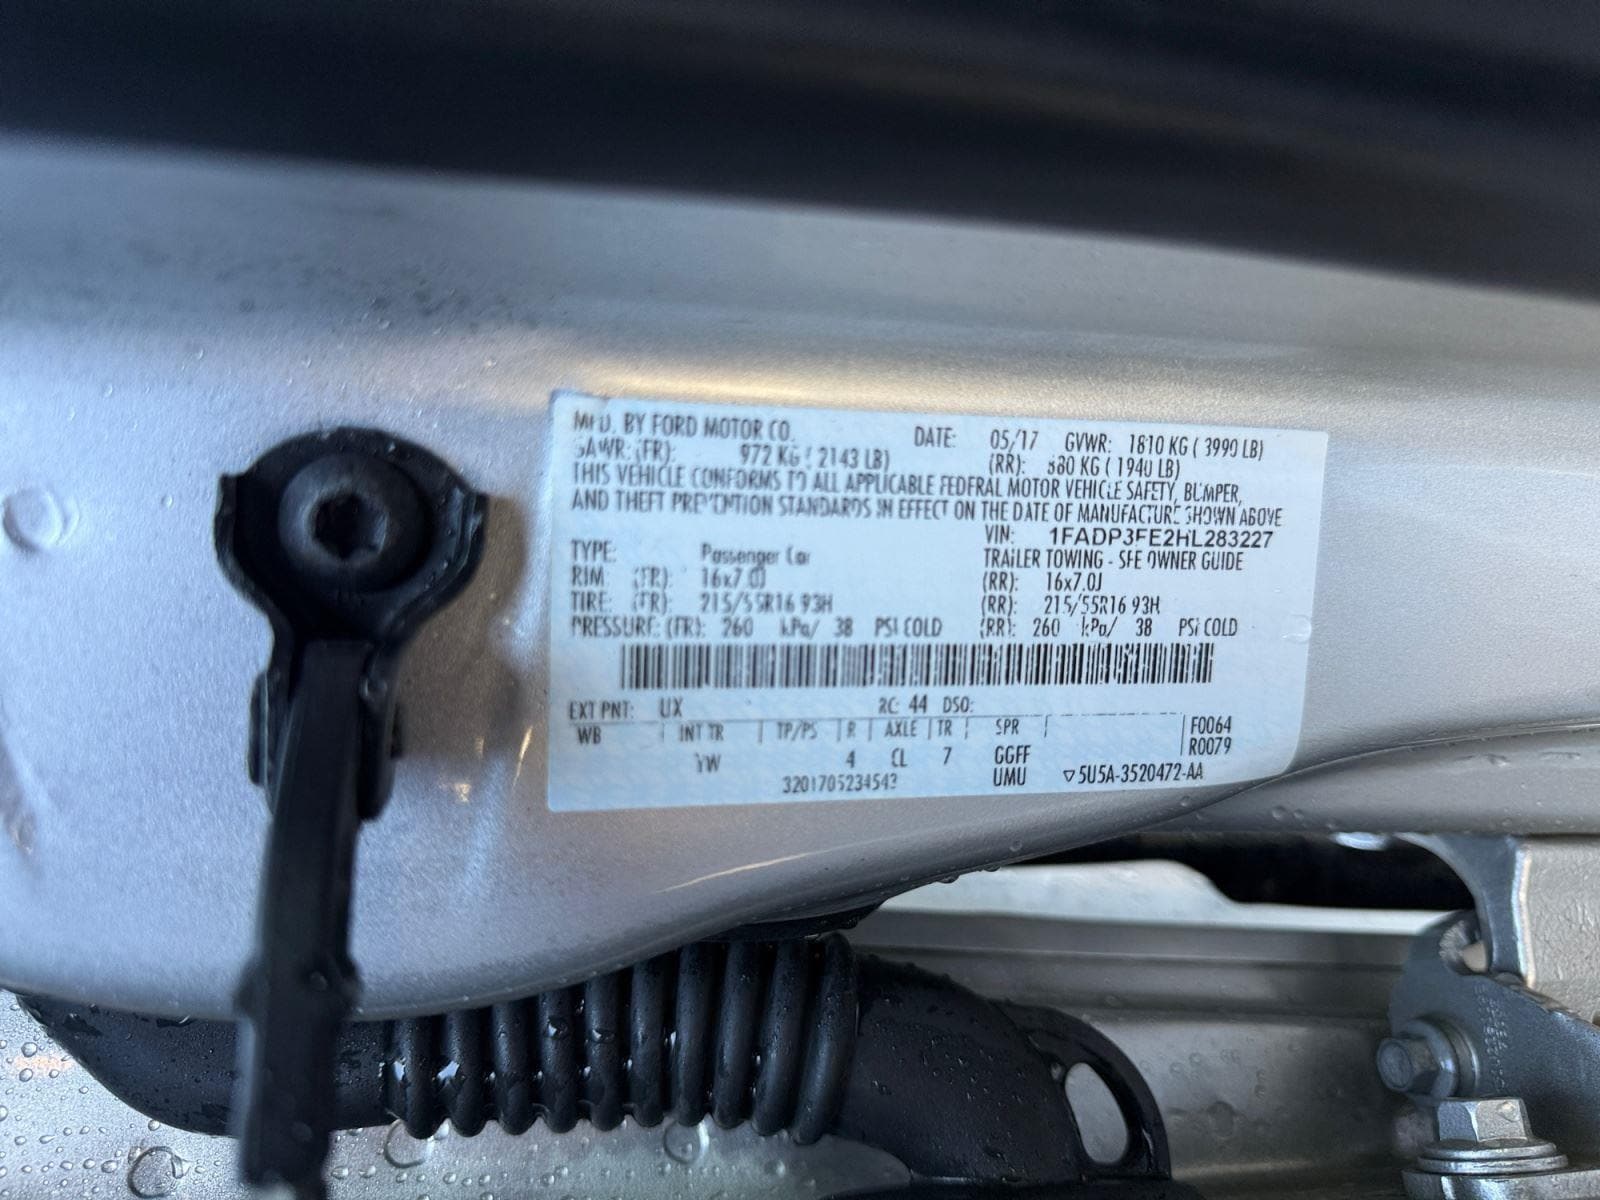 MFD. BY FORD MOTOR CO. DATE: 05/17 GVWR: 1810 KG ( 3990 LB)
GAWR: (FR): 972 KG ( 2143 LB) (RR): 880 KG ( 1940 LB)
THIS VEHICLE CONFORMS TO ALL APPLICABLE FEDERAL MOTOR VEHICLE SAFETY, BUMPER,
AND THEFT PREVENTION STANDARDS IN EFFECT ON THE DATE OF MANUFACTURE SHOWN ABOVE
VIN: 1FADP3FE2HL283227
TYPE: Passenger Car TRAILER TOWING - SEE OWNER GUIDE
RIM: (FR): 16x7.0J (RR): 16x7.0J
TIRE: (FR): 215/55R16 93H (RR): 215/55R16 93H
PRESSURE: (FR): 260 kPa/ 38 PSI COLD (RR): 260 kPa/ 38 PSI COLD
EXT PNT: UX RC: 44 DSO:
WB INT TR TP/PS R AXLE TR SPR F0064
YW 4 CL 7 GGFF R0079
3201705234543 UMU ▽5U5A-3520472-AA